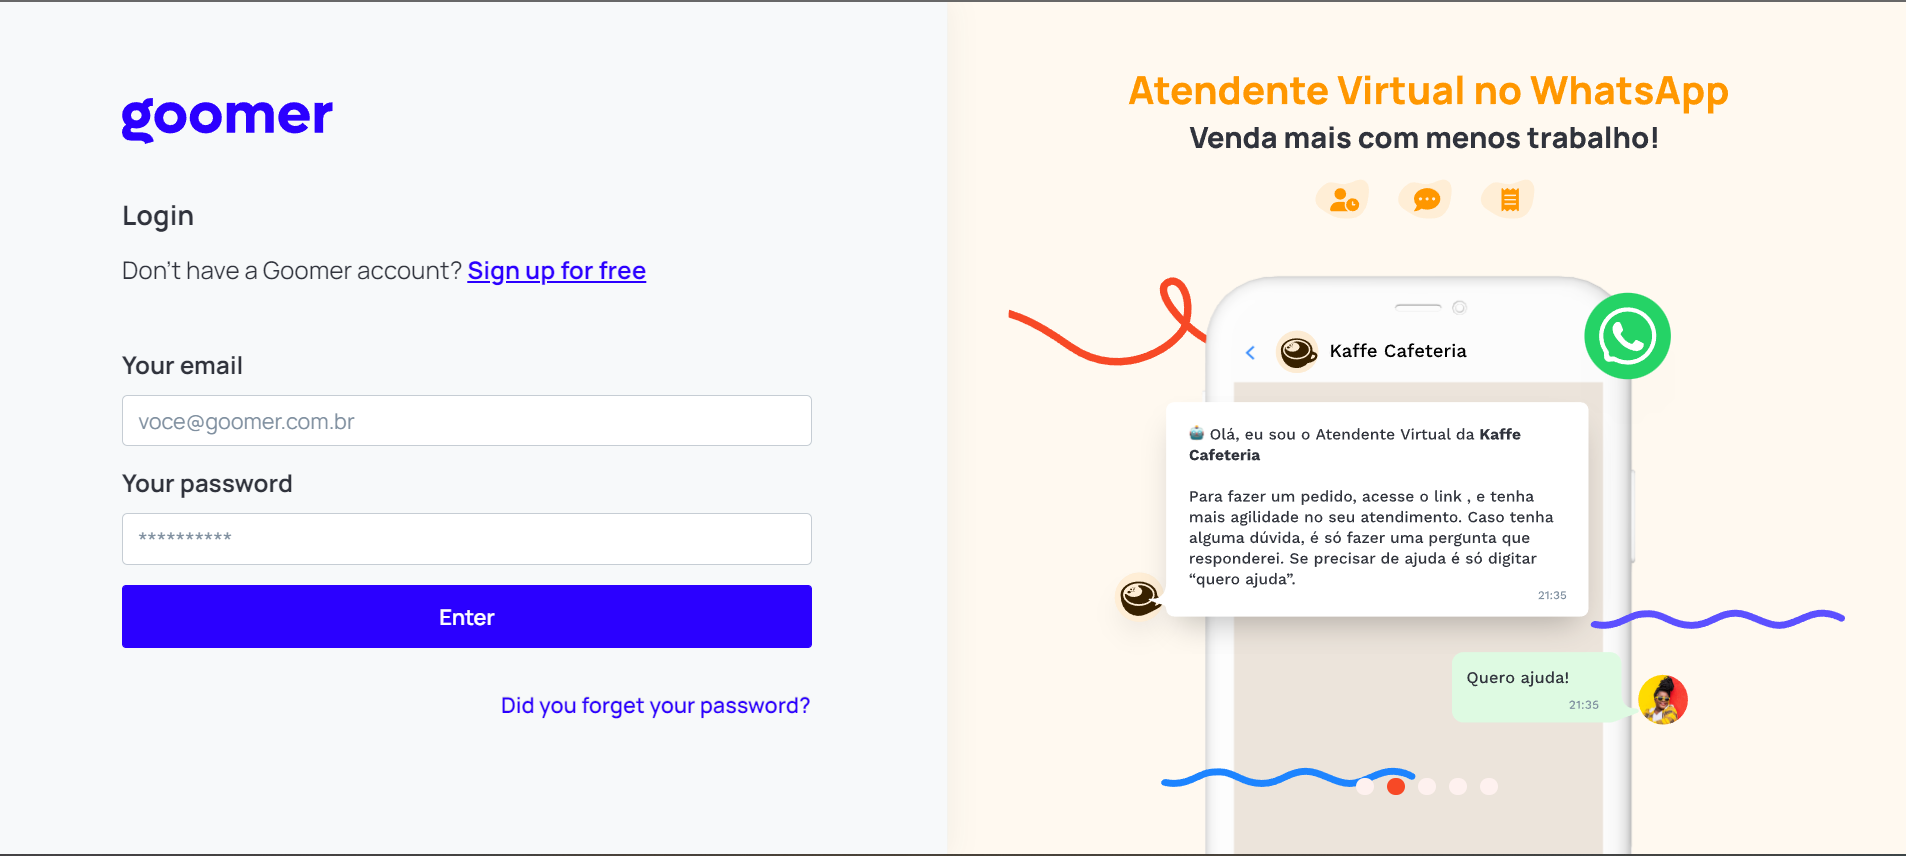 goomer
Login
Don't have a Goomer account? Sign up for free
Your email
voce@goomer.com.br
Your password
**********
Enter
Did you forget your password?
Atendente Virtual no WhatsApp
Venda mais com menos trabalho!
Kaffe Cafeteria
Olá, eu sou o Atendente Virtual da Kaffe
Cafeteria
Para fazer um pedido, acesse o link , e tenha
mais agilidade no seu atendimento. Caso tenha
alguma dúvida, é só fazer uma pergunta que
responderei. Se precisar de ajuda é só digitar
“quero ajuda”.
21:35
Quero ajuda!
21:35